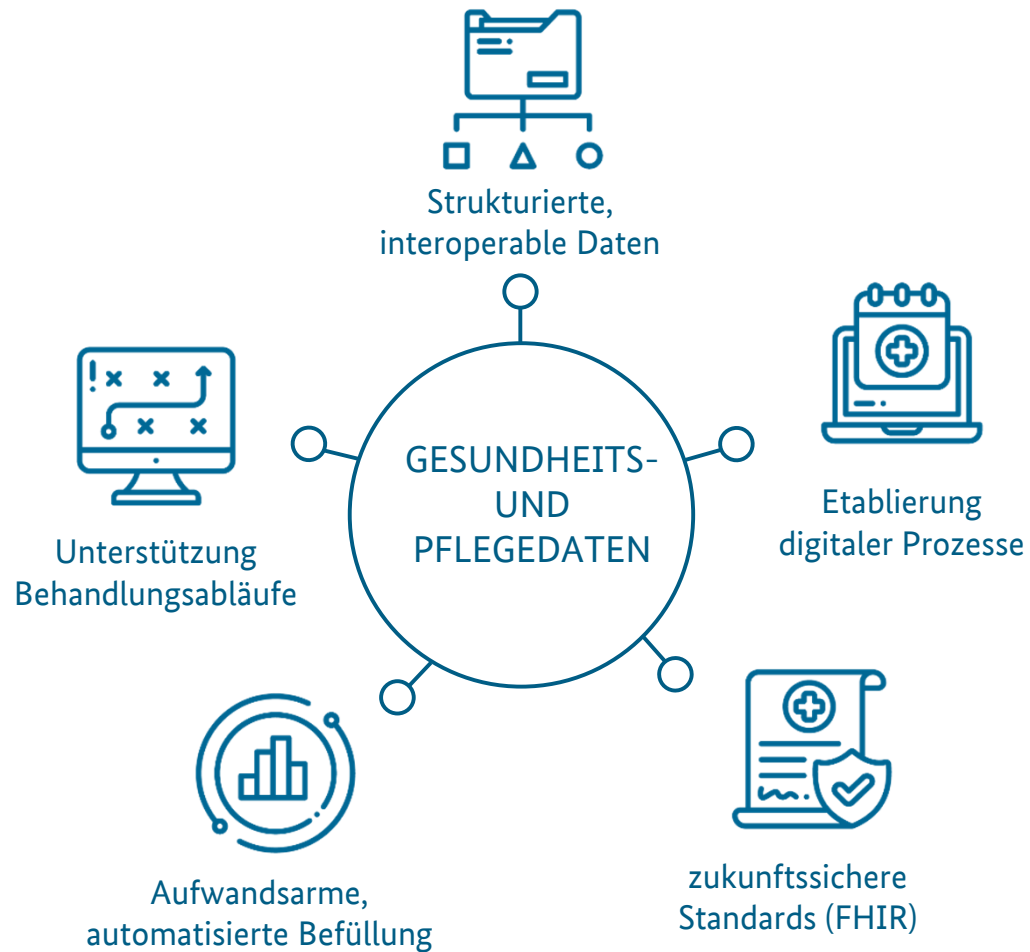 Strukturierte,
interoperable Daten
GESUNDHEITS-
UND
PFLEGEDATEN
Etablierung
digitaler Prozesse
Unterstützung
Behandlungsabläufe
zukunftssichere
Standards (FHIR)
Aufwandsarme,
automatisierte Befüllung